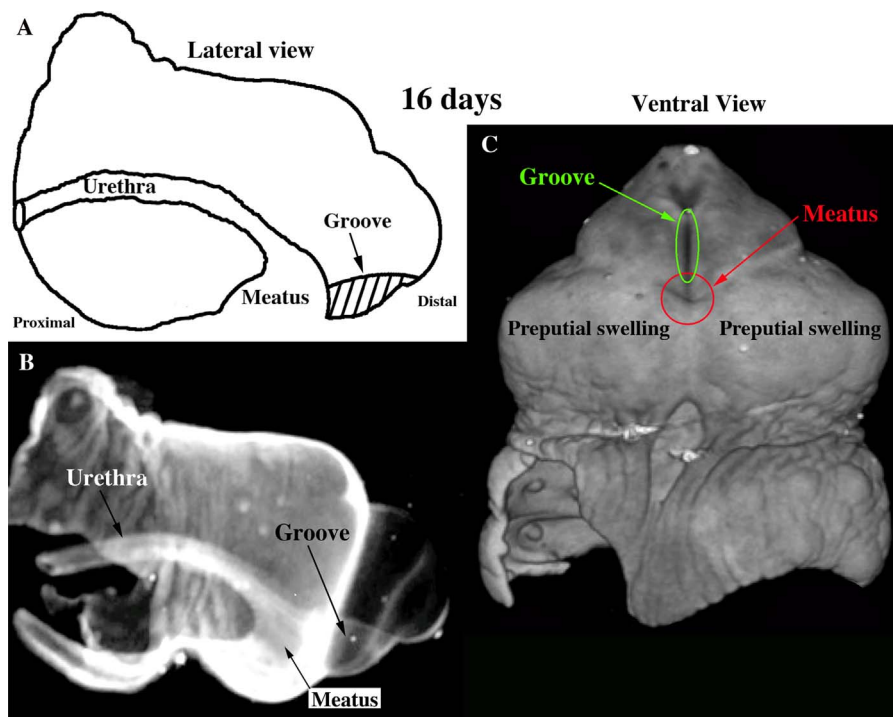 A
Lateral view
16 days
Urethra
Groove
Meatus
Proximal
Distal
Ventral View
C
Groove
Meatus
Preputial swelling
Preputial swelling
B
Urethra
Groove
Meatus